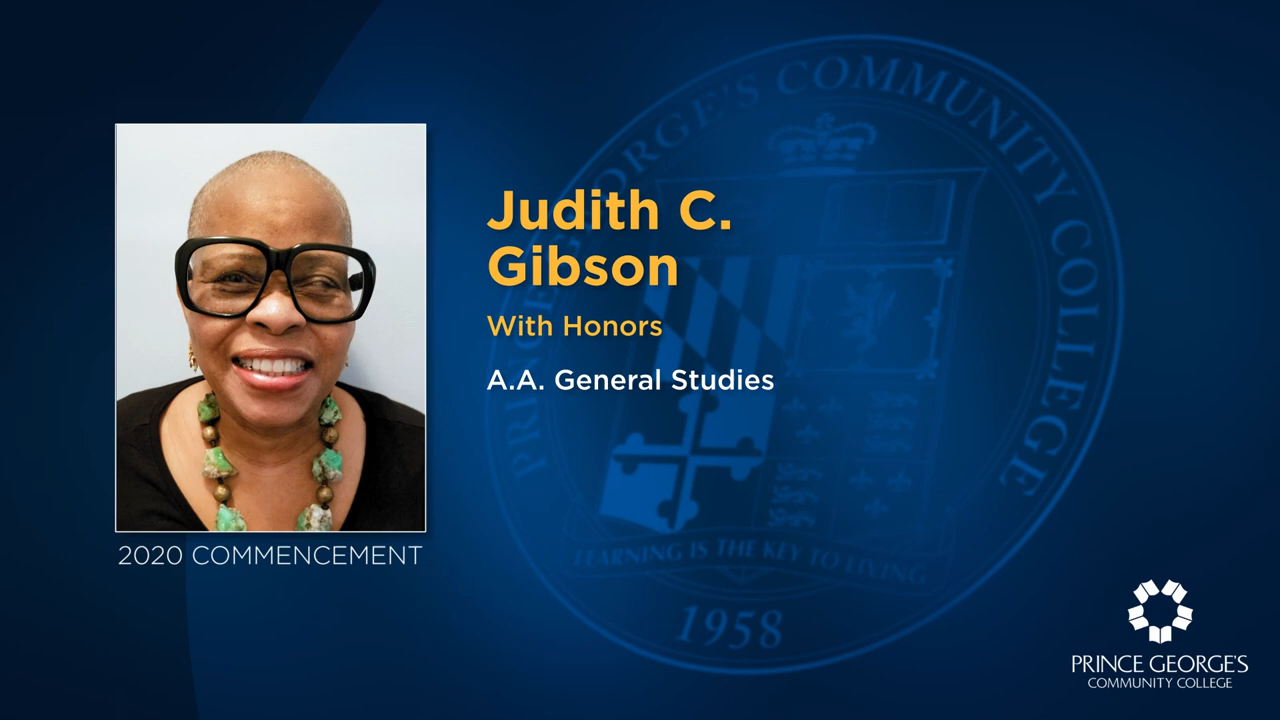 Judith C.
Gibson
With Honors
A.A. General Studies
2020 COMMENCEMENT
PRINCE GEORGE'S COMMUNITY COLLEGE
LEARNING IS THE KEY TO LIVING
1958
PRINCE GEORGE'S
COMMUNITY COLLEGE